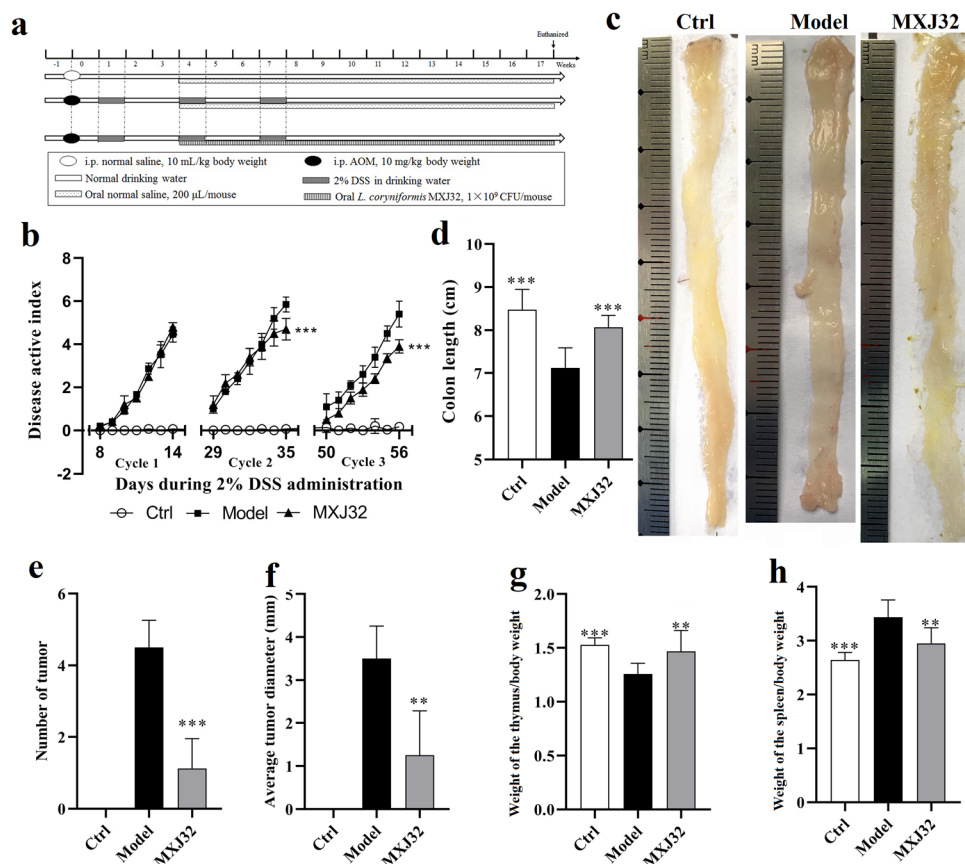 a
Euthanized
-1 0 1 2 3 4 5 6 7 8 9 10 11 12 13 14 15 16 17 Weeks
i.p. normal saline, 10 mL/kg body weight
i.p. AOM, 10 mg/kg body weight
Normal drinking water
2% DSS in drinking water
Oral normal saline, 200 μL/mouse
Oral L. coryniformis MXJ32, 1×10⁹ CFU/mouse
b
Disease active index
8
6
4
2
0
-2
***
***
8 14 29 35 50 56
Cycle 1 Cycle 2 Cycle 3
Days during 2% DSS administration
Ctrl Model MXJ32
c
Ctrl Model MXJ32
mm
mm
mm
d
Colon length (cm)
10
9
8
7
6
5
***
***
Ctrl Model MXJ32
e
Number of tumor
6
4
2
0
***
Ctrl Model MXJ32
f
Average tumor diameter (mm)
5
4
3
2
1
0
**
Ctrl Model MXJ32
g
Weight of the thymus/body weight
2.0
1.5
1.0
0.5
0.0
***
**
Ctrl Model MXJ32
h
Weight of the spleen/body weight
4
3
2
1
0
***
**
Ctrl Model MXJ32